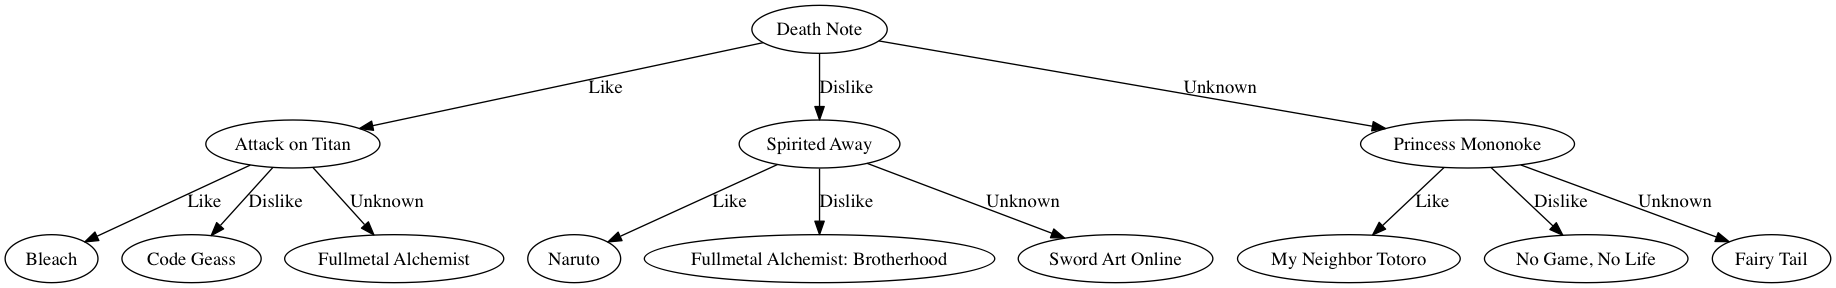 Death Note
Like
Dislike
Unknown
Attack on Titan
Spirited Away
Princess Mononoke
Like
Dislike
Unknown
Like
Dislike
Unknown
Like
Dislike
Unknown
Bleach
Code Geass
Fullmetal Alchemist
Naruto
Fullmetal Alchemist: Brotherhood
Sword Art Online
My Neighbor Totoro
No Game, No Life
Fairy Tail